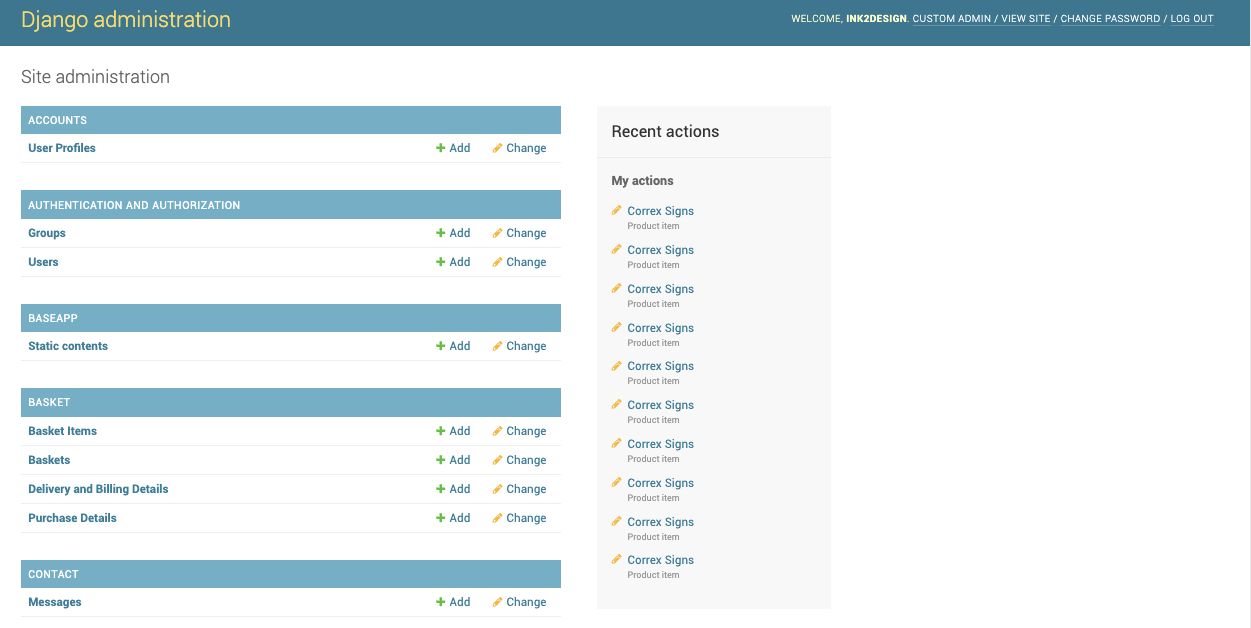 Django administration
WELCOME, INK2DESIGN. CUSTOM ADMIN / VIEW SITE / CHANGE PASSWORD / LOG OUT
Site administration
ACCOUNTS
User Profiles Add Change
AUTHENTICATION AND AUTHORIZATION
Groups Add Change
Users Add Change
BASEAPP
Static contents Add Change
BASKET
Basket Items Add Change
Baskets Add Change
Delivery and Billing Details Add Change
Purchase Details Add Change
CONTACT
Messages Add Change
Recent actions
My actions
Correx Signs
Product item
Correx Signs
Product item
Correx Signs
Product item
Correx Signs
Product item
Correx Signs
Product item
Correx Signs
Product item
Correx Signs
Product item
Correx Signs
Product item
Correx Signs
Product item
Correx Signs
Product item